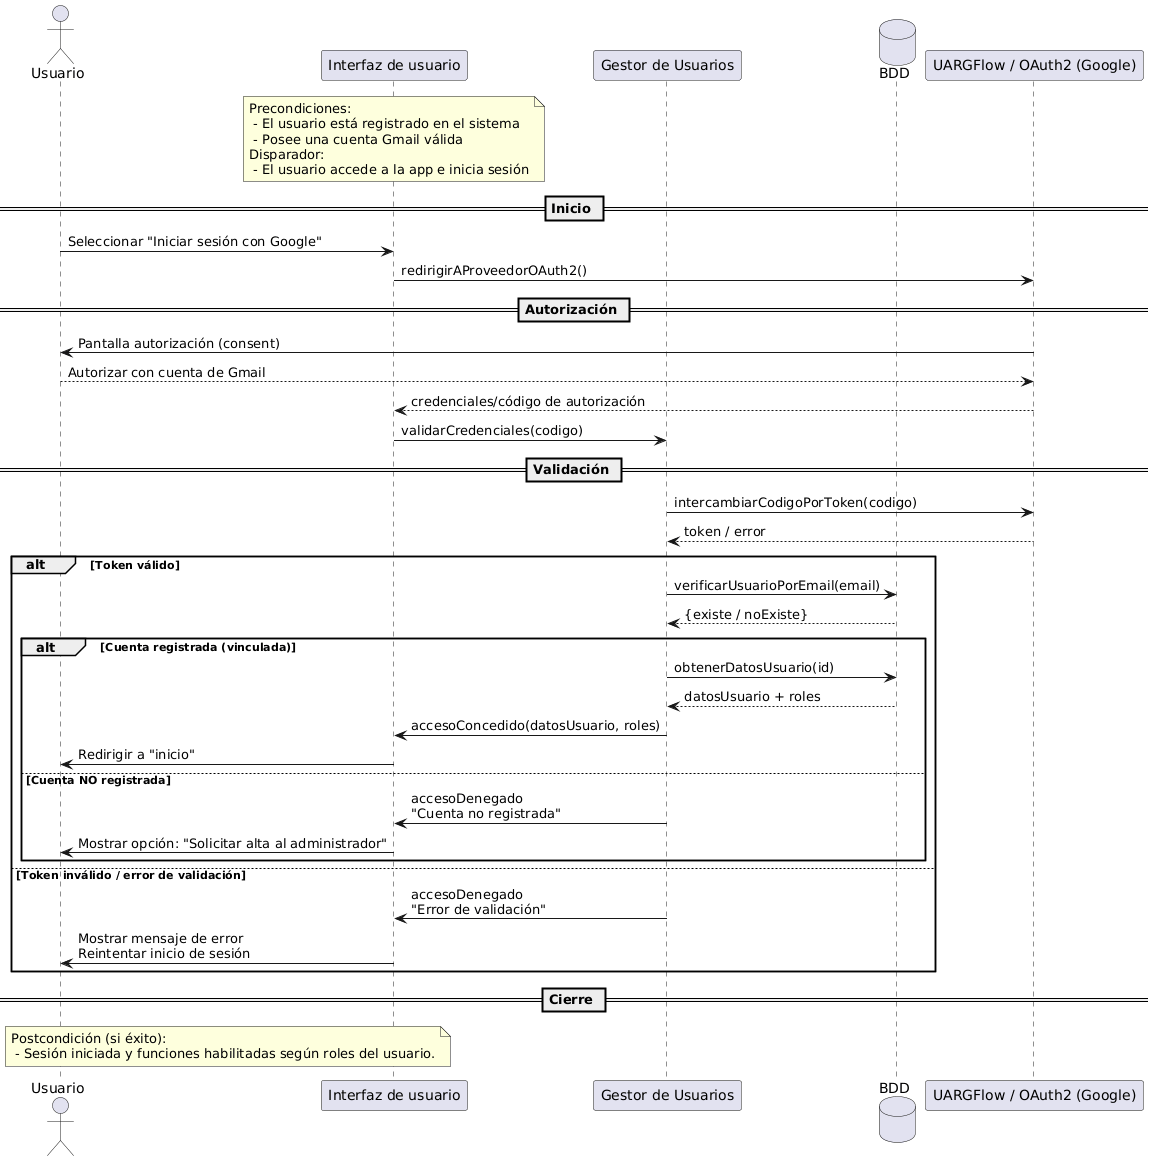 Usuario
Interfaz de usuario
Gestor de Usuarios
BDD
UARGFlow / OAuth2 (Google)
Precondiciones:
- El usuario está registrado en el sistema
- Posee una cuenta Gmail válida
Disparador:
- El usuario accede a la app e inicia sesión
Inicio
Seleccionar "Iniciar sesión con Google"
redirigirAProveedorOAuth2()
Autorización
Pantalla autorización (consent)
Autorizar con cuenta de Gmail
credenciales/código de autorización
validarCredenciales(codigo)
Validación
intercambiarCodigoPorToken(codigo)
token / error
alt [Token válido]
verificarUsuarioPorEmail(email)
{existe / noExiste}
alt [Cuenta registrada (vinculada)]
obtenerDatosUsuario(id)
datosUsuario + roles
accesoConcedido(datosUsuario, roles)
Redirigir a "inicio"
[Cuenta NO registrada]
accesoDenegado
"Cuenta no registrada"
Mostrar opción: "Solicitar alta al administrador"
[Token inválido / error de validación]
accesoDenegado
"Error de validación"
Mostrar mensaje de error
Reintentar inicio de sesión
Cierre
Postcondición (si éxito):
- Sesión iniciada y funciones habilitadas según roles del usuario.
Usuario
Interfaz de usuario
Gestor de Usuarios
BDD
UARGFlow / OAuth2 (Google)